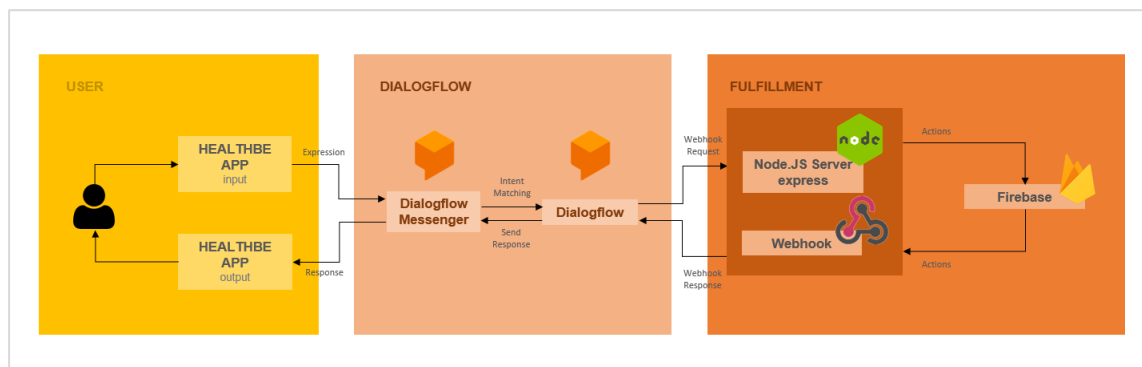 USER
HEALTHBE
APP
input
HEALTHBE
APP
output
Expression
Response
DIALOGFLOW
Dialogflow
Messenger
Intent
Matching
Send
Response
Dialogflow
Webhook
Request
Webhook
Response
FULFILLMENT
node
Node.JS Server
express
Webhook
Actions
Firebase
Actions